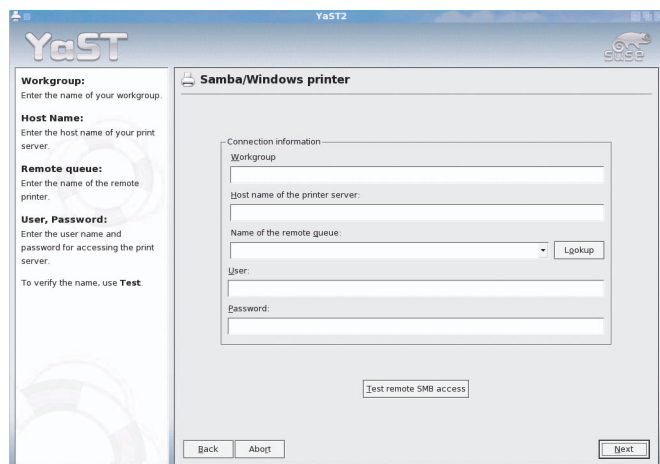 YaST2
YaST
SUSE
Workgroup:
Enter the name of your workgroup.
Host Name:
Enter the host name of your print
server.
Remote queue:
Enter the name of the remote
printer.
User, Password:
Enter the user name and
password for accessing the print
server.
To verify the name, use Test.
Samba/Windows printer
Connection information
Workgroup
Host name of the printer server:
Name of the remote queue:
Lookup
User:
Password:
Test remote SMB access
Back
Abort
Next